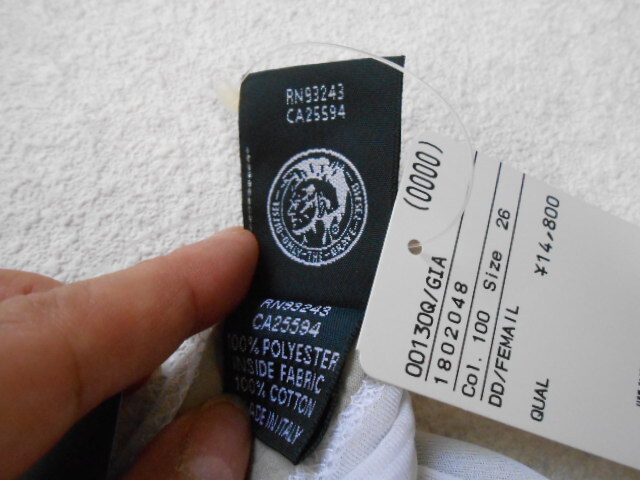 RN93243
CA25594
DIESEL·ONLY·THE·BRAVE·DIESEL
RN93243
CA25594
100% POLYESTER
INSIDE FABRIC
100% COTTON
MADE IN ITALY
(0000)
00130Q/GIA
1802048
Col. 100 Size 26
DD/FEMAIL ¥14/800
QUAL